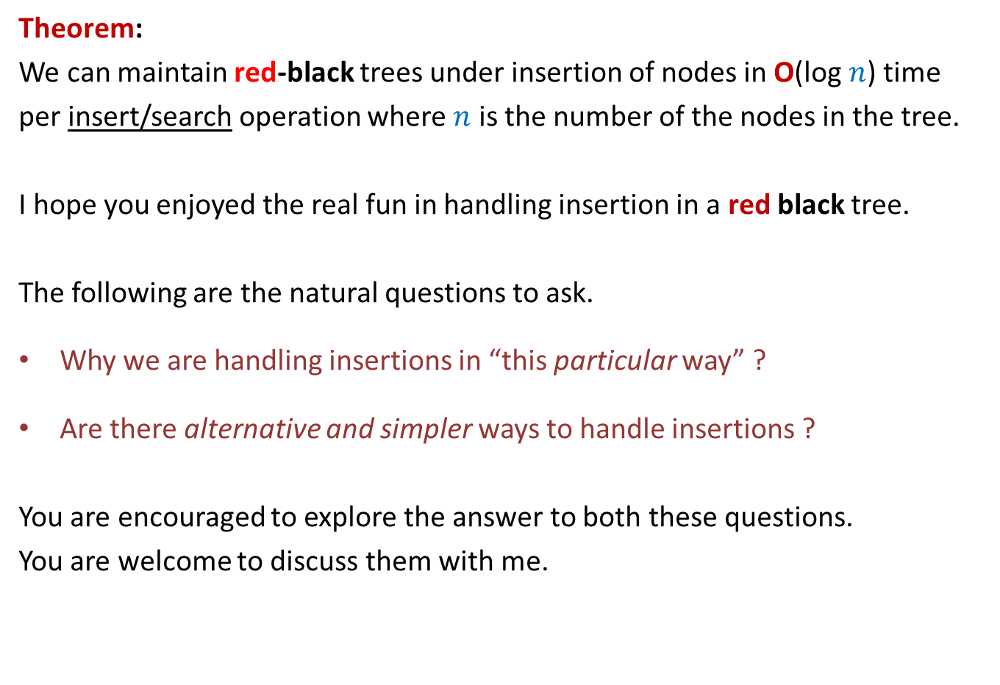 Theorem:
We can maintain red-black trees under insertion of nodes in O(log n) time
per insert/search operation where n is the number of the nodes in the tree.
I hope you enjoyed the real fun in handling insertion in a red black tree.
The following are the natural questions to ask.
• Why we are handling insertions in “this particular way” ?
• Are there alternative and simpler ways to handle insertions ?
You are encouraged to explore the answer to both these questions.
You are welcome to discuss them with me.